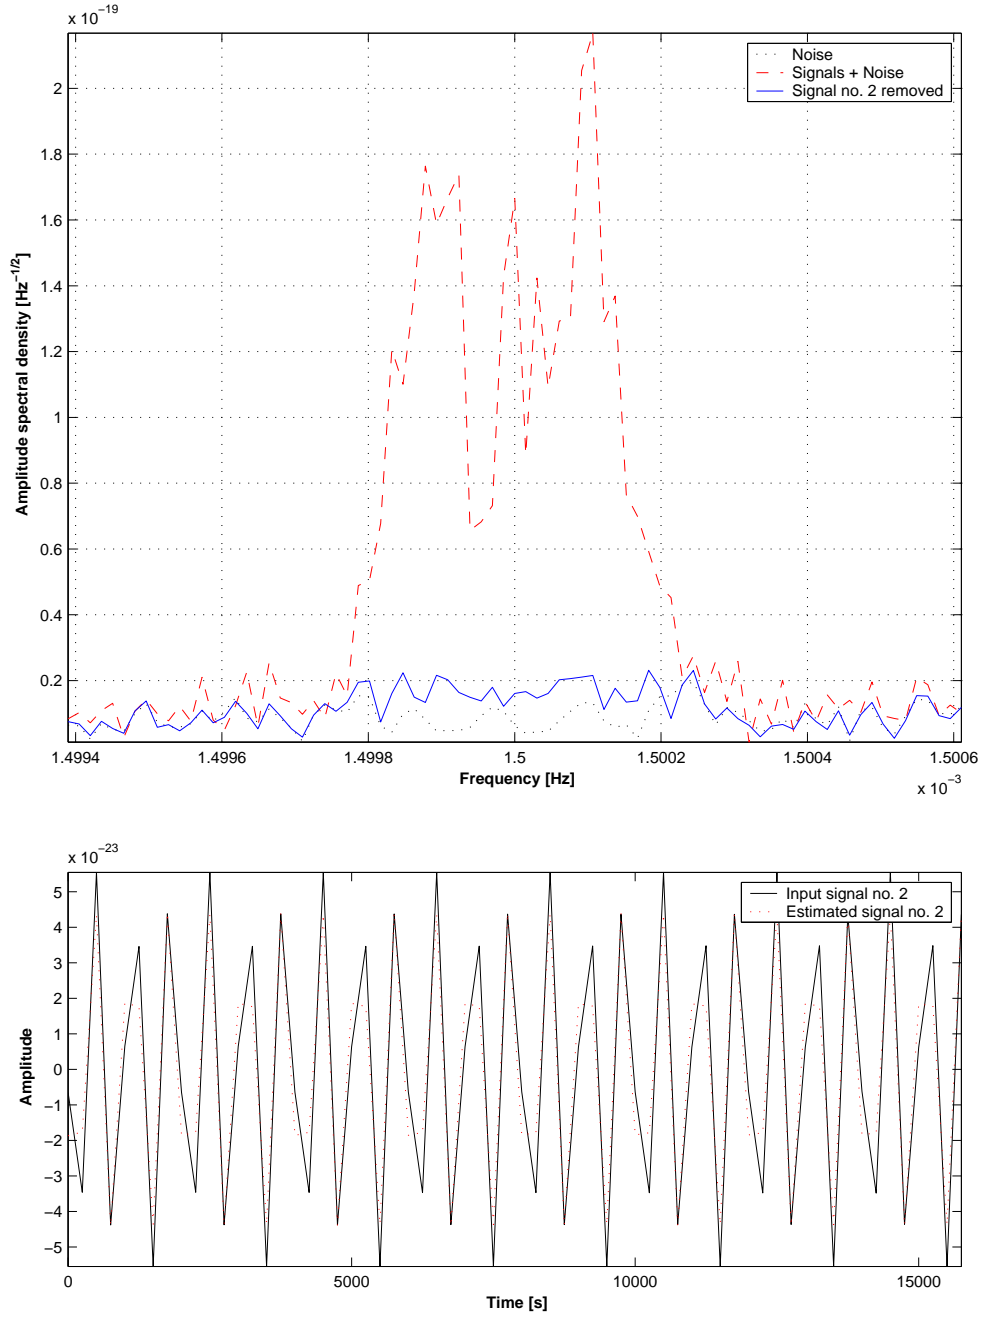 x 10−19
2
1.8
1.6
1.4
1.2
1
0.8
0.6
0.4
0.2
Amplitude spectral density [Hz−1/2]
Noise
Signals + Noise
Signal no. 2 removed
1.4994 1.4996 1.4998 1.5 1.5002 1.5004 1.5006
Frequency [Hz]
x 10−3
x 10−23
5
4
3
2
1
0
−1
−2
−3
−4
−5
Amplitude
Input signal no. 2
Estimated signal no. 2
0 5000 10000 15000
Time [s]